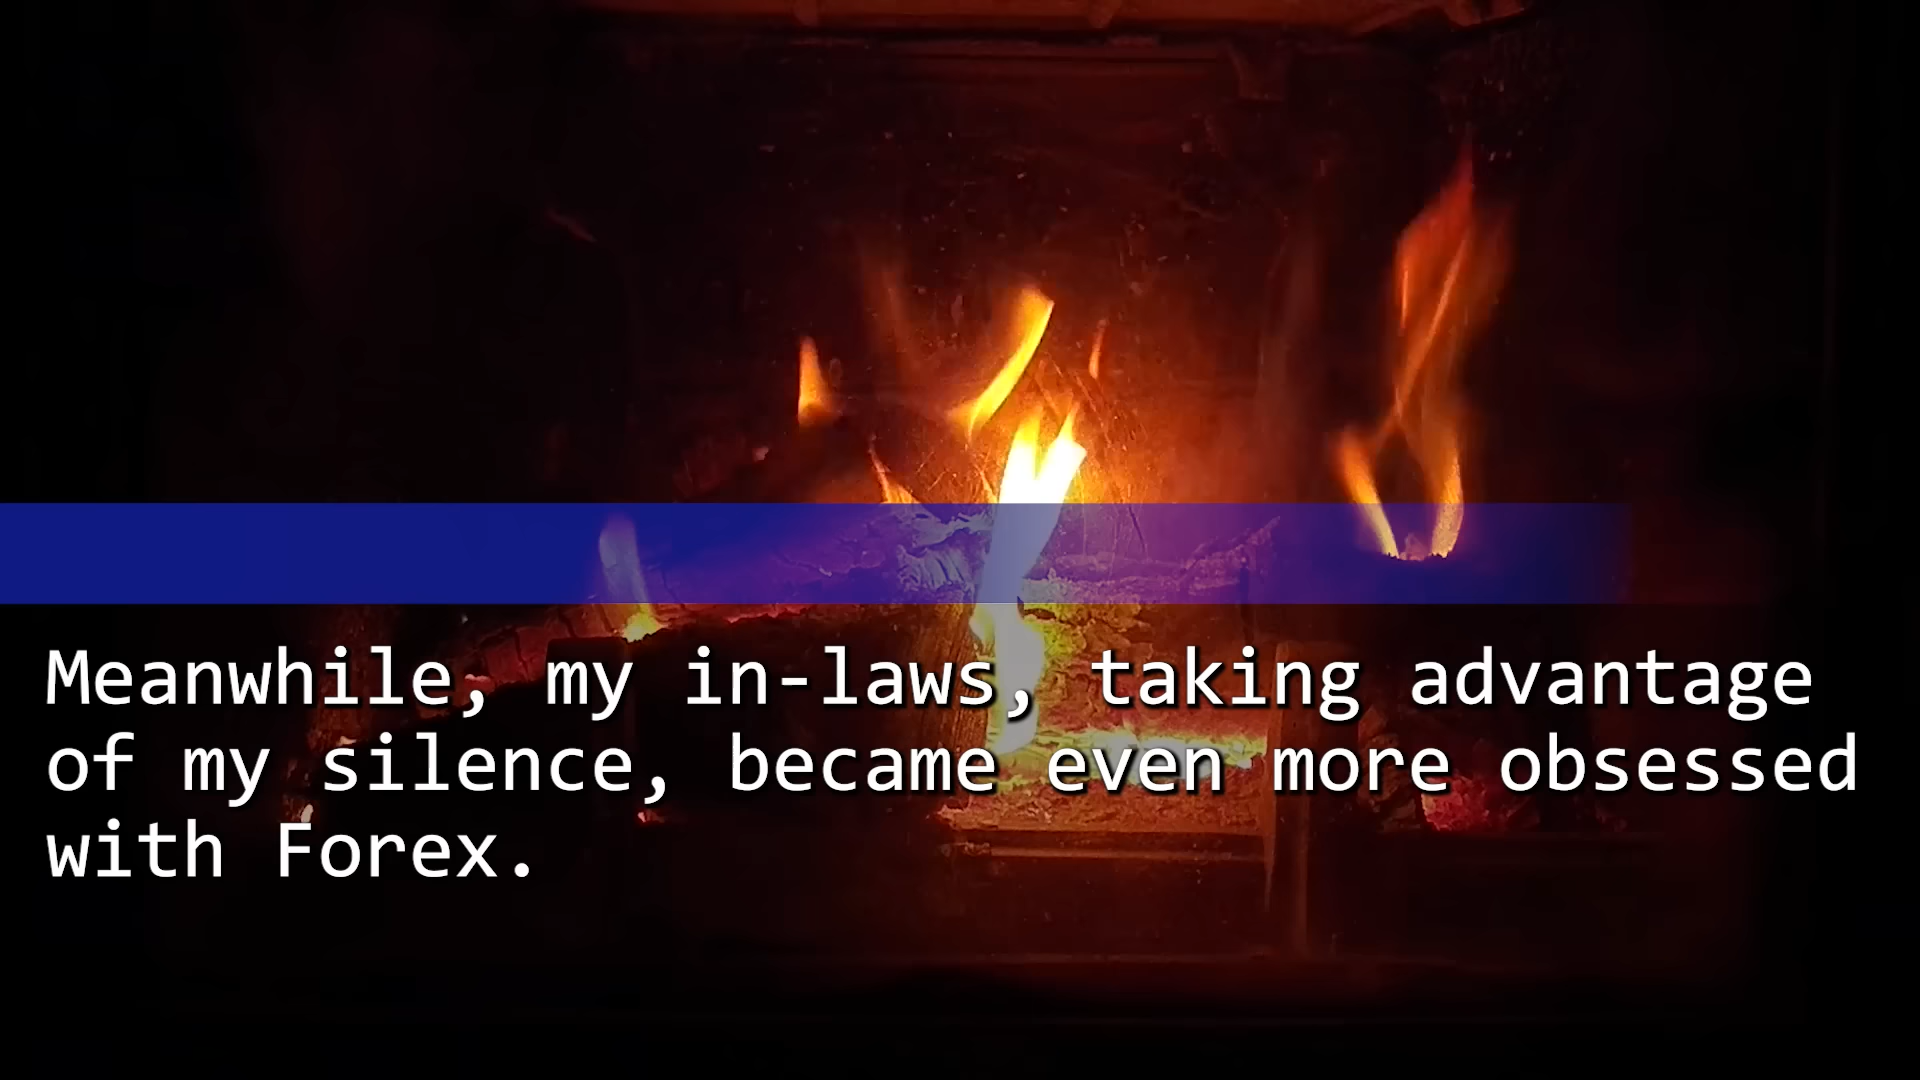 Meanwhile, my in-laws, taking advantage
of my silence, became even more obsessed
with Forex.